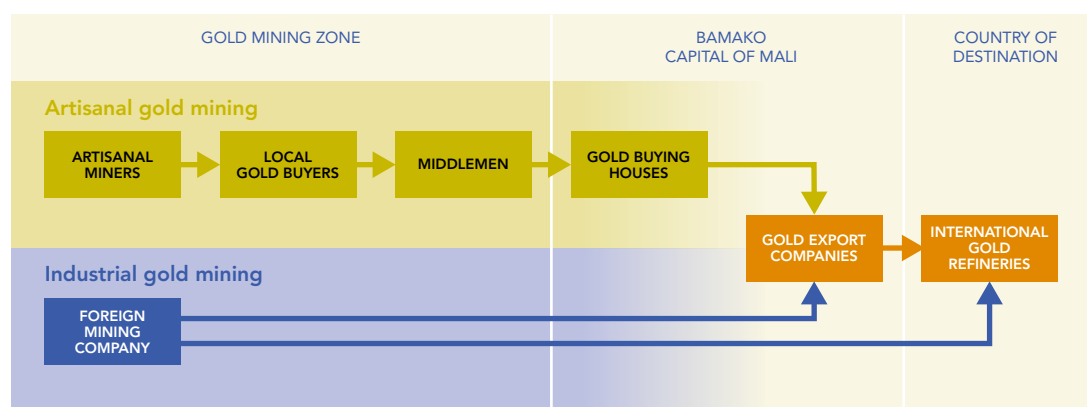 GOLD MINING ZONE
BAMAKO
CAPITAL OF MALI
COUNTRY OF
DESTINATION
Artisanal gold mining
ARTISANAL
MINERS
LOCAL
GOLD BUYERS
MIDDLEMEN
GOLD BUYING
HOUSES
GOLD EXPORT
COMPANIES
INTERNATIONAL
GOLD
REFINERIES
Industrial gold mining
FOREIGN
MINING
COMPANY